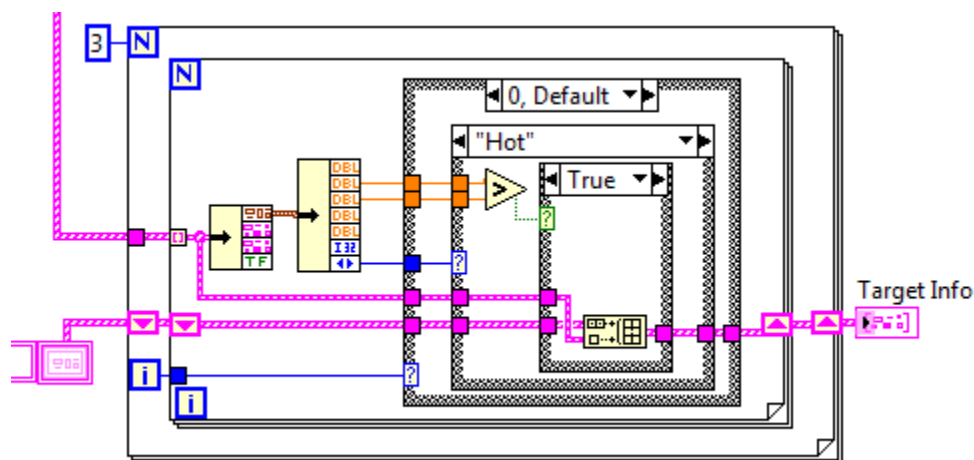 3
N
N
0, Default
"Hot"
True
DBL
DBL
DBL
DBL
DBL
I32
TF
?
?
?
>
Target Info
i
i